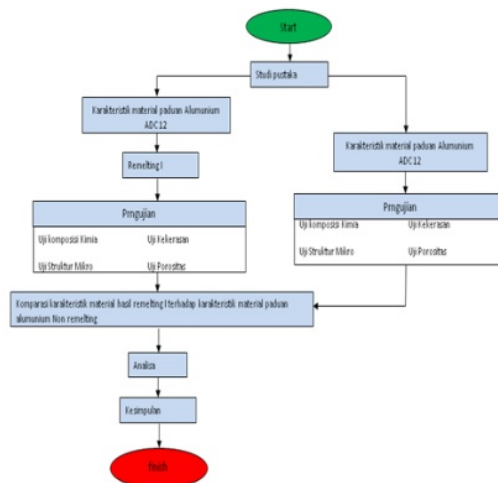 Start
Studi pustaka
Karakteristik material paduan Alumunium
ADC 12
Remelting I
Prngujian
Uji komposisi Kimia Uji Kekerasan
Uji Struktur Mikro Uji Porositas
Karakteristik material paduan Alumunium
ADC 12
Prngujian
Uji komposisi Kimia Uji Kekerasan
Uji Struktur Mikro Uji Porositas
Komparasi karakteristik material hasil remelting I terhadap karakteristik material paduan
alumunium Non remelting
Analisa
Kesimpulan
Finish